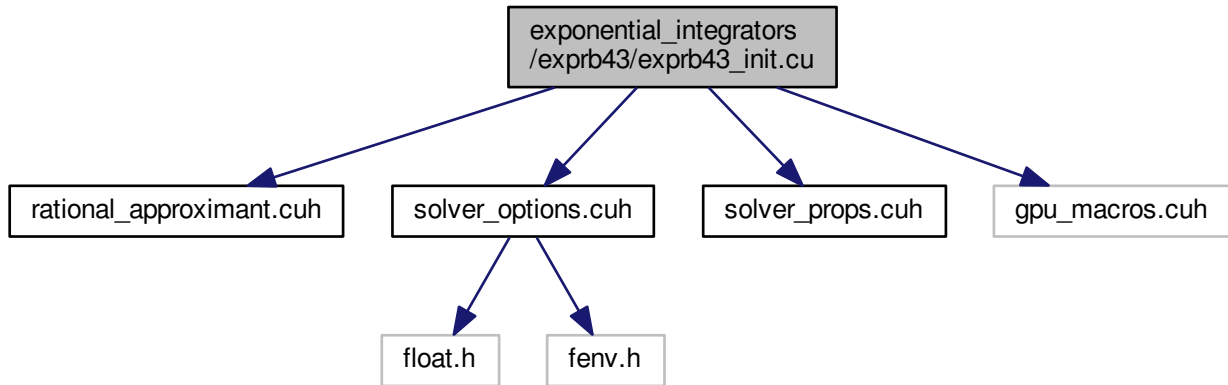 exponential_integrators
/exprb43/exprb43_init.cu
rational_approximant.cuh
solver_options.cuh
solver_props.cuh
gpu_macros.cuh
float.h
fenv.h